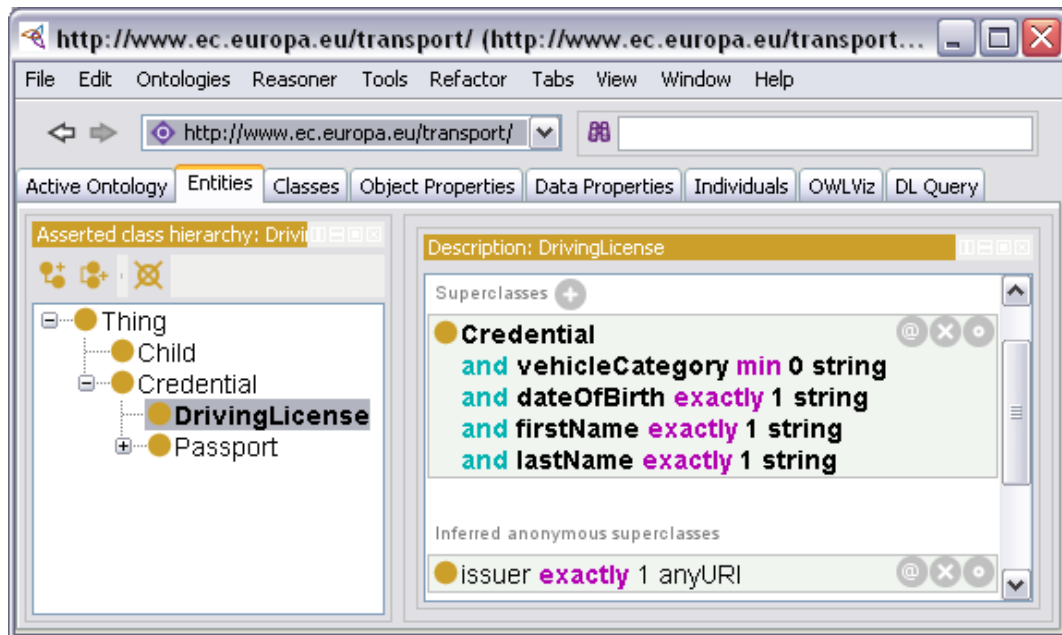 http://www.ec.europa.eu/transport/ (http://www.ec.europa.eu/transport...
File Edit Ontologies Reasoner Tools Refactor Tabs View Window Help
http://www.ec.europa.eu/transport/
Active Ontology Entities Classes Object Properties Data Properties Individuals OWLViz DL Query
Asserted class hierarchy: Drivi
Description: DrivingLicense
Superclasses
Thing
Child
Credential
DrivingLicense
Passport
Credential
and vehicleCategory min 0 string
and dateOfBirth exactly 1 string
and firstName exactly 1 string
and lastName exactly 1 string
Inferred anonymous superclasses
issuer exactly 1 anyURI